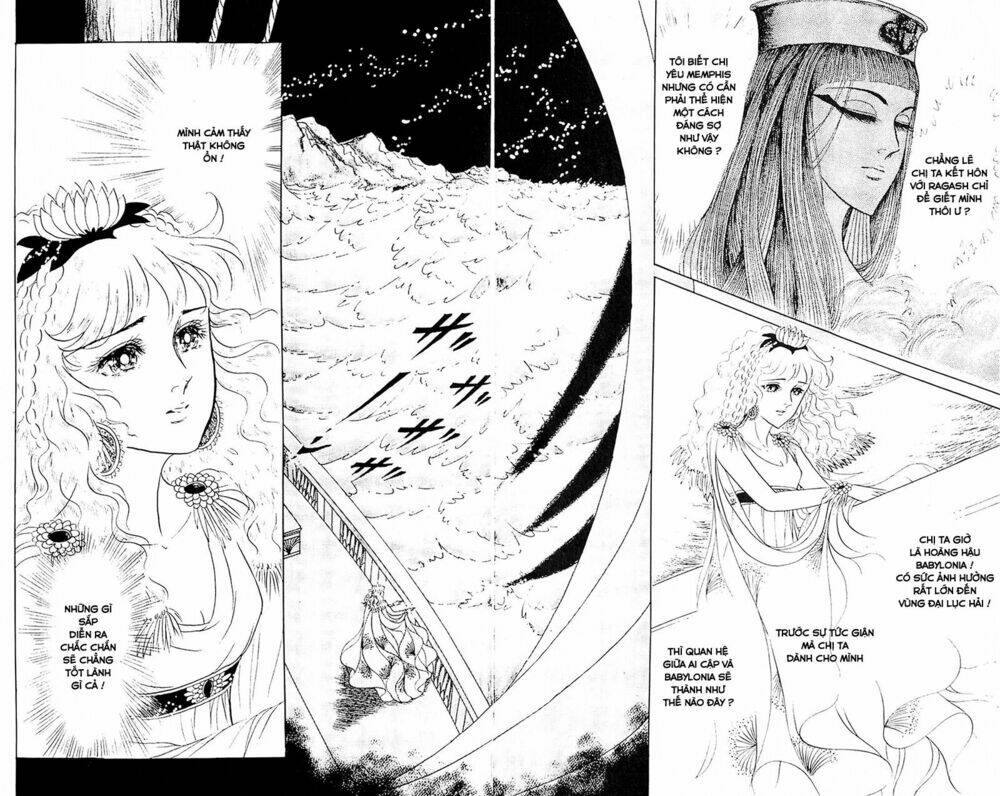 TÔI BIẾT CHỊ
YÊU MEMPHIS
NHƯNG CÓ CẦN
PHẢI THỂ HIỆN
MỘT CÁCH
ĐÁNG SỢ
NHƯ VẬY
KHÔNG ?
CHẲNG LẼ
CHỊ TA KẾT HÔN
VỚI RAGASH CHỈ
ĐỂ GIẾT MÌNH
THÔI Ư ?
CHỊ TA GIỜ
LÀ HOÀNG HẬU
BABYLONIA !
CÓ SỨC ẢNH HƯỞNG
RẤT LỚN ĐẾN
VÙNG ĐẠI LỤC HẢI !
TRƯỚC SỰ TỨC GIẬN
MÀ CHỊ TA
DÀNH CHO MÌNH
THÌ QUAN HỆ
GIỮA AI CẬP VÀ
BABYLONIA SẼ
THÀNH NHƯ
THẾ NÀO ĐÂY ?
ザ
ザ
ザ
ザ
MÌNH CẢM THẤY
THẬT KHÔNG
ỔN !
NHỮNG GÌ
SẮP
DIỄN RA
CHẮC CHẮN
SẼ CHẲNG
TỐT LÀNH
GÌ CẢ !